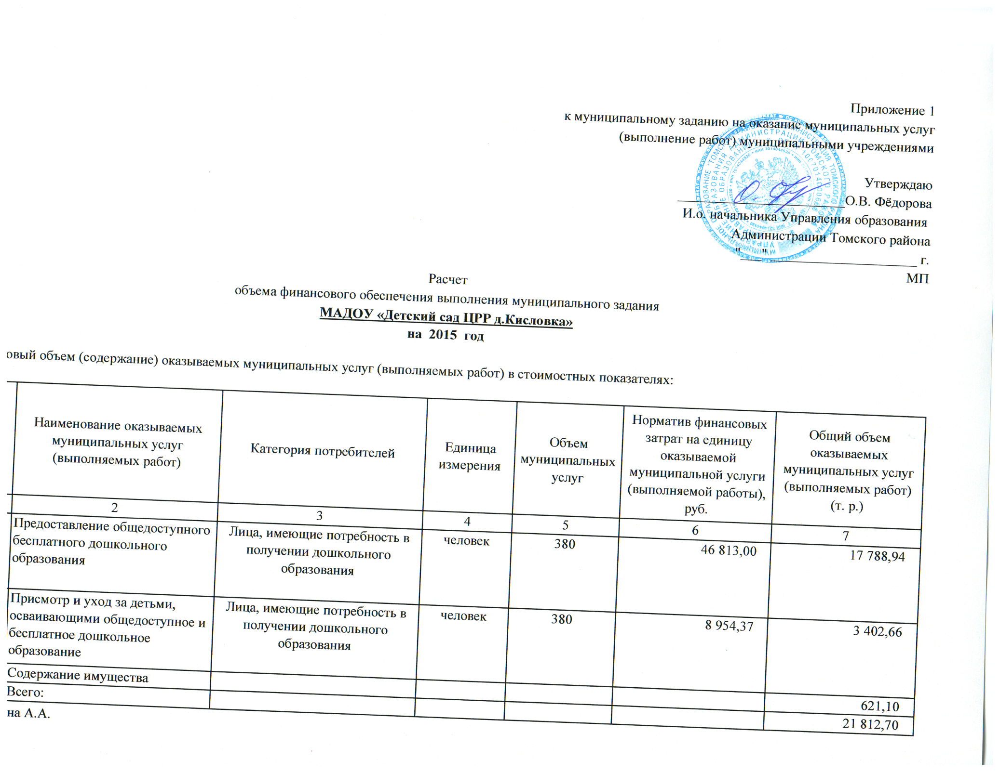 Приложение 1
к муниципальному заданию на оказание муниципальных услуг
(выполнение работ) муниципальными учреждениями
Утверждаю
О.В. Фёдорова
И.о. начальника Управления образования
Администрации Томского района
"___" ______________________ г.
МП
Расчет
объема финансового обеспечения выполнения муниципального задания
МАДОУ «Детский сад ЦРР д.Кисловка»
на 2015 год
овый объем (содержание) оказываемых муниципальных услуг (выполняемых работ) в стоимостных показателях:
Наименование оказываемых
муниципальных услуг
(выполняемых работ)
Категория потребителей
Единица
измерения
Объем
муниципальных
услуг
Норматив финансовых
затрат на единицу
оказываемой
муниципальной услуги
(выполняемой работы),
руб.
Общий объем
оказываемых
муниципальных услуг
(выполняемых работ)
(т. р.)
2 3 4 5 6 7
Предоставление общедоступного
бесплатного дошкольного
образования
Лица, имеющие потребность в
получении дошкольного
образования
человек
380
46 813,00
17 788,94
Присмотр и уход за детьми,
осваивающими общедоступное и
бесплатное дошкольное
образование
Лица, имеющие потребность в
получении дошкольного
образования
человек
380
8 954,37
3 402,66
Содержание имущества
621,10
Всего:
21 812,70
на А.А.